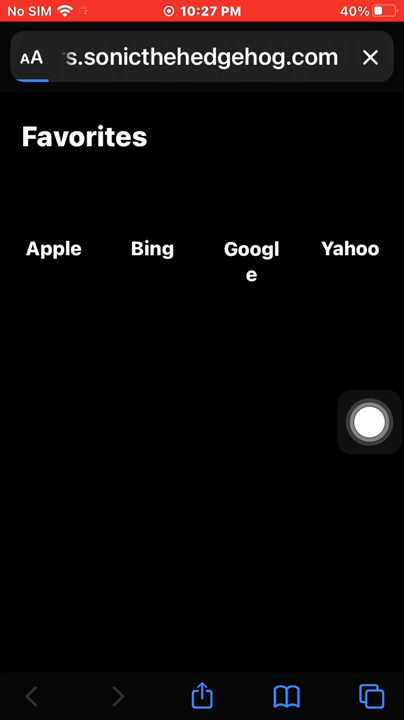 No SIM 10:27 PM 40%
AA s.sonicthehedgehog.com
Favorites
Apple Bing Googl Yahoo
e